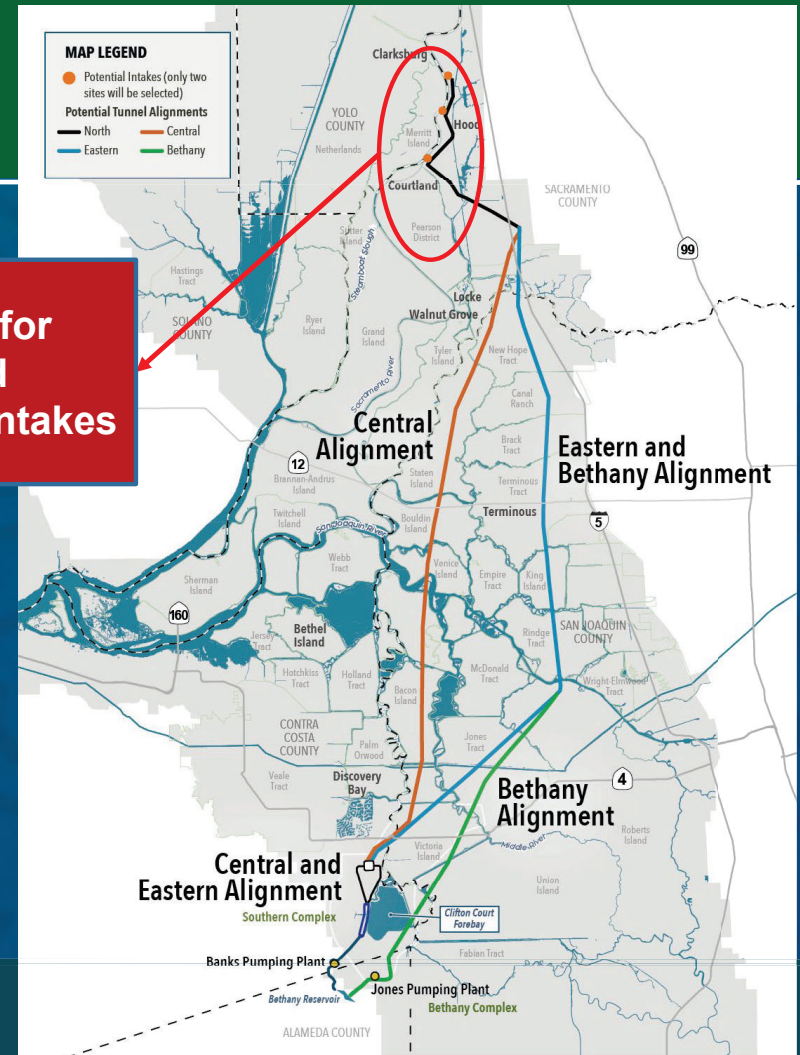 MAP LEGEND
Potential Intakes (only two
sites will be selected)
Potential Tunnel Alignments
North
Central
Eastern
Bethany
Clarksburg
YOLO
COUNTY
Netherlands
Merritt
Island
Hood
Courtland
SACRAMENTO
COUNTY
Sutter
Island
Pearson
District
Steamboat Slough
99
Hastings
Tract
for
Intakes
SOLANO
COUNTY
Ryer
Island
Grand
Island
Locke
Walnut Grove
Tyler
Island
New Hope
Tract
Sacramento River
Canal
Ranch
Central
Alignment
Brack
Tract
Eastern and
Bethany Alignment
12
Brannan-Andrus
Island
Staten
Island
Terminous
Tract
Terminous
5
Twitchell
Island
San Joaquin River
Bouldin
Island
Webb
Tract
Venice
Island
Empire
Tract
King
Island
Sherman
Island
160
Jersey
Tract
Bethel
Island
Rindge
Tract
SAN JOAQUIN
COUNTY
Hotchkiss
Tract
Holland
Tract
Bacon
Island
McDonald
Tract
Wright-Elmwood
Tract
CONTRA
COSTA
COUNTY
Palm
Orwood
Jones
Tract
Veale
Tract
Discovery
Bay
Bethany
Alignment
4
Roberts
Island
Middle River
Victoria
Island
Central and
Eastern Alignment
Southern Complex
Union
Island
Clifton Court
Forebay
Fabian Tract
Banks Pumping Plant
Jones Pumping Plant
Bethany Reservoir
Bethany Complex
ALAMEDA COUNTY